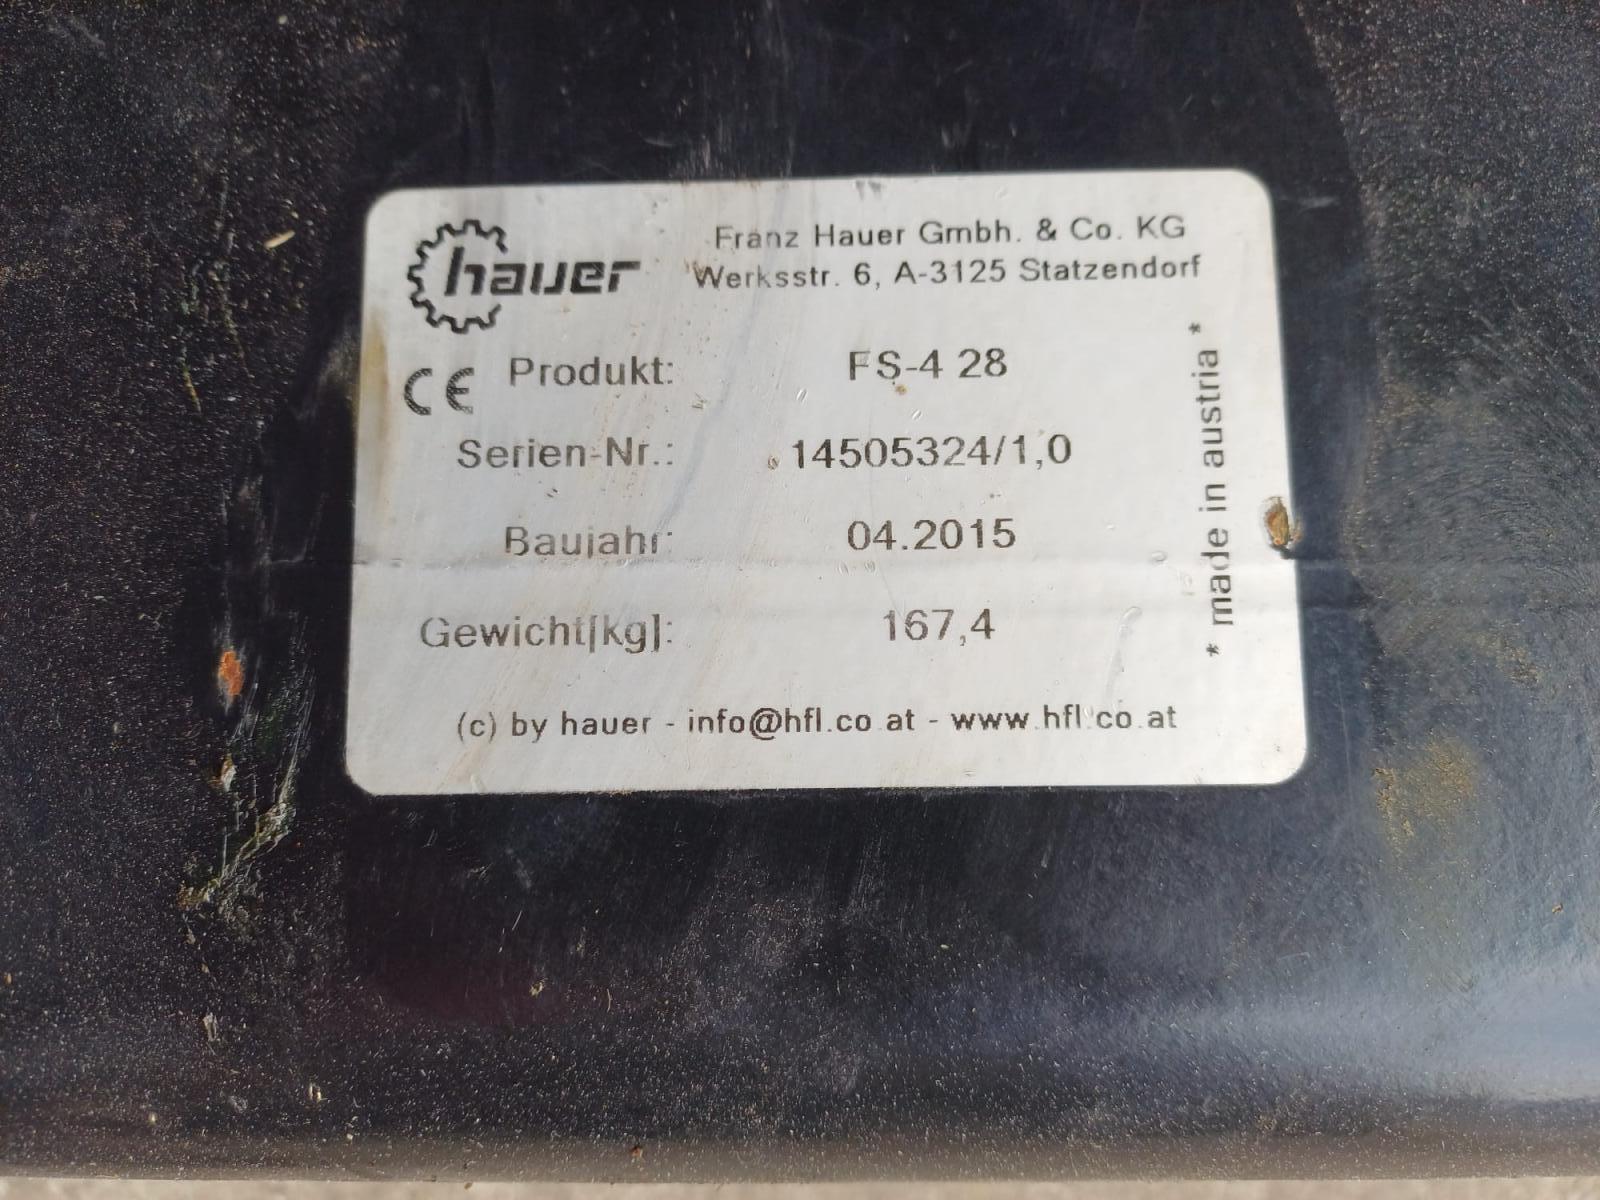 hauer
Franz Hauer Gmbh. & Co. KG
Werksstr. 6, A-3125 Statzendorf
CE Produkt: FS-4 28
Serien-Nr.: 14505324/1,0
Baujahr: 04.2015
Gewicht[kg]: 167,4
(c) by hauer - info@hfl.co.at - www.hfl.co.at
* made in austria *